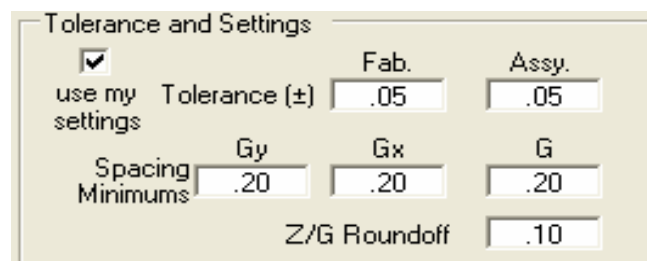 Tolerance and Settings
Fab. Assy.
use my settings
Tolerance (±) .05 .05
Gy Gx G
Spacing Minimums .20 .20 .20
Z/G Roundoff .10